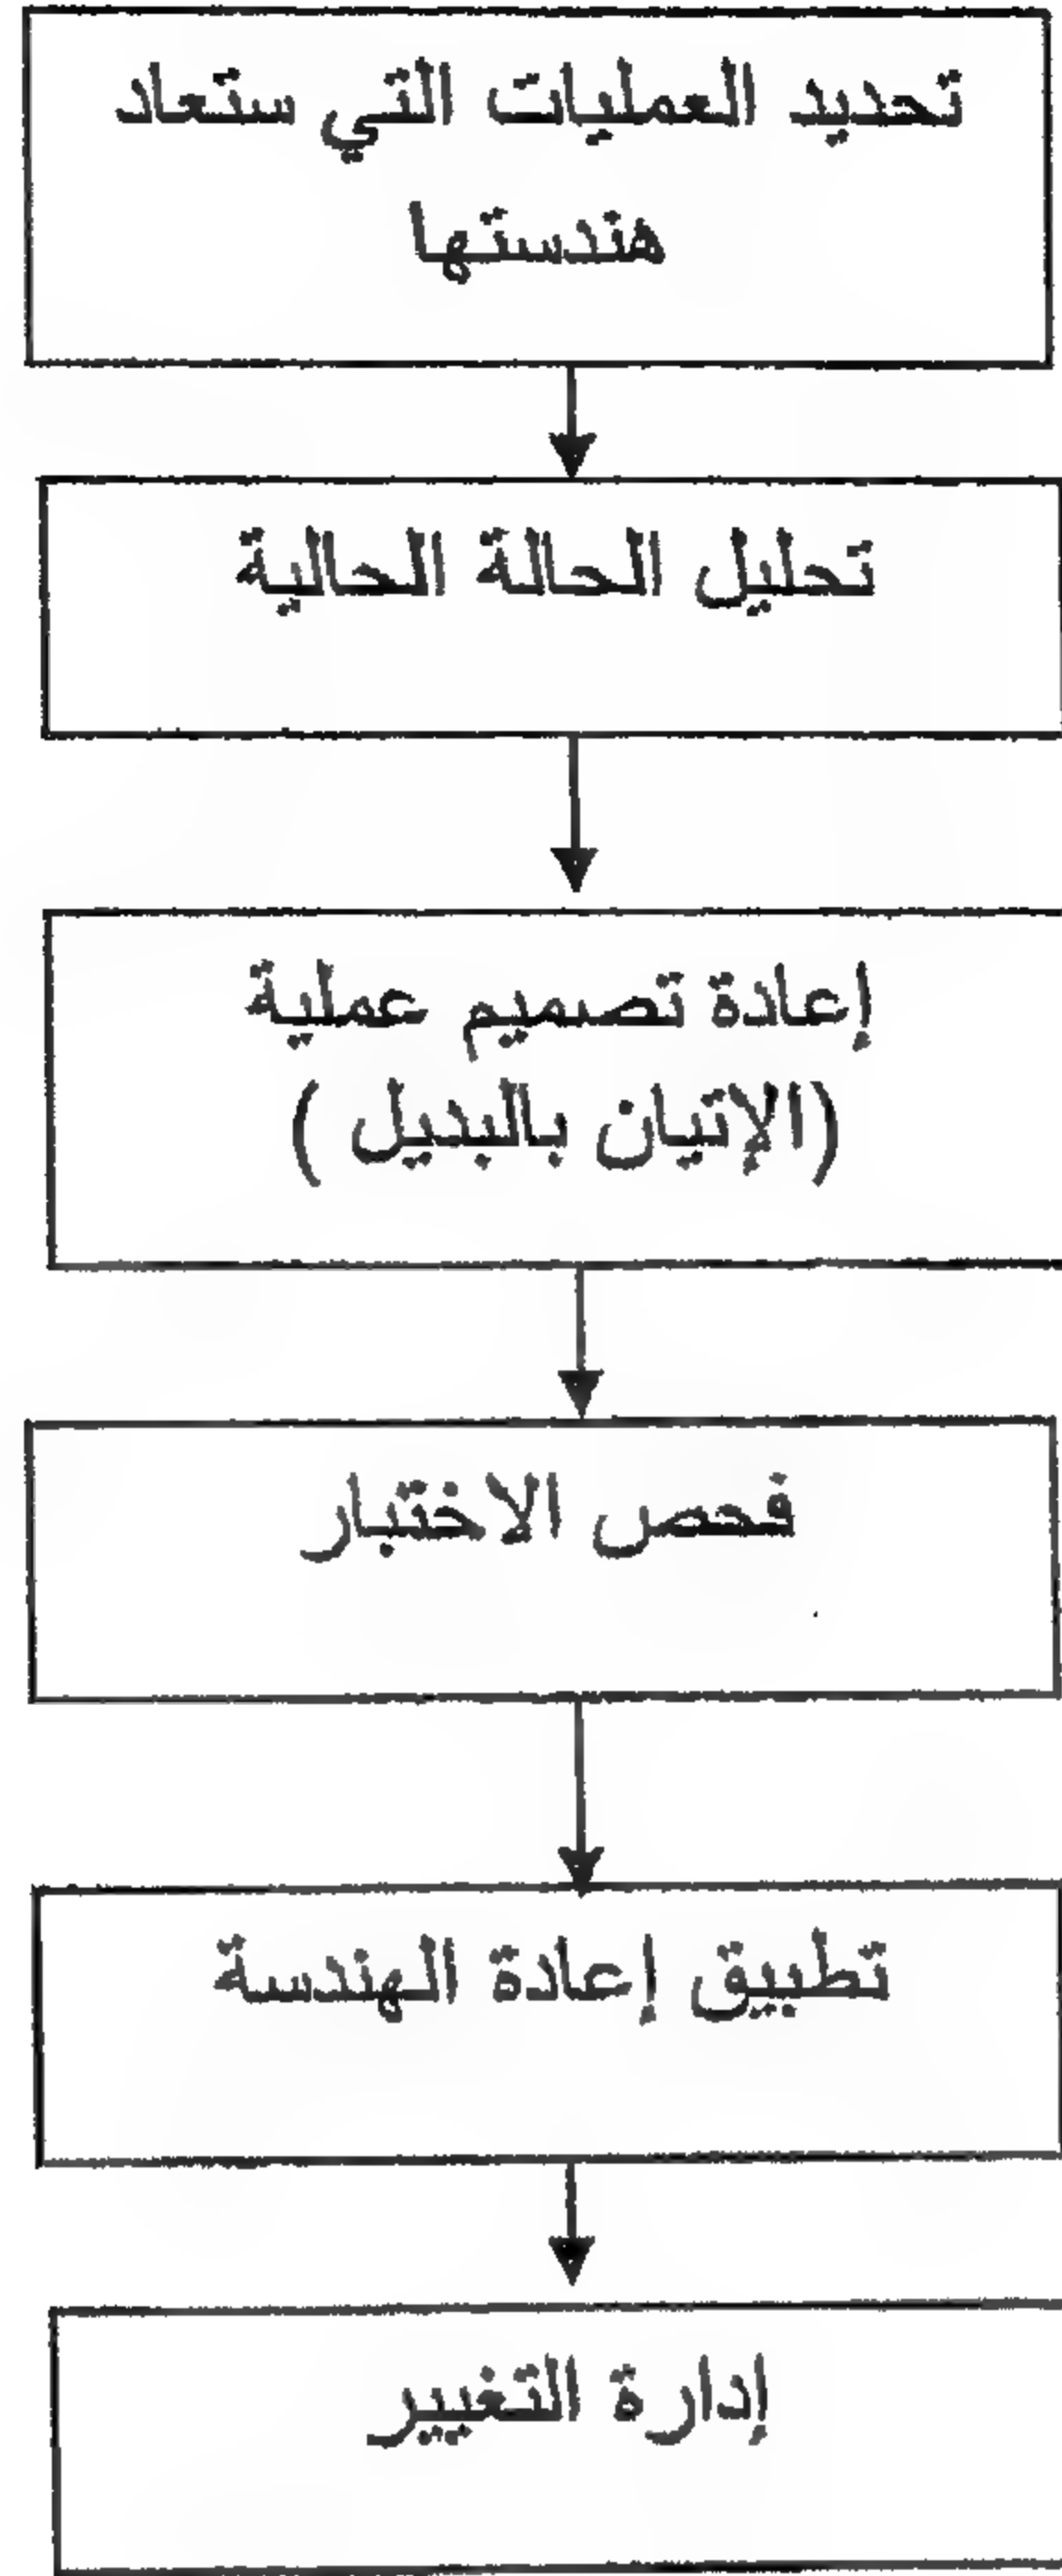 تحديد العمليات التي ستعاد
هندستها
تحليل الحالة الحالية
إعادة تصميم عملية
(الإتيان بالبديل )
فحص الاختبار
تطبيق إعادة الهندسة
إدارة التغيير